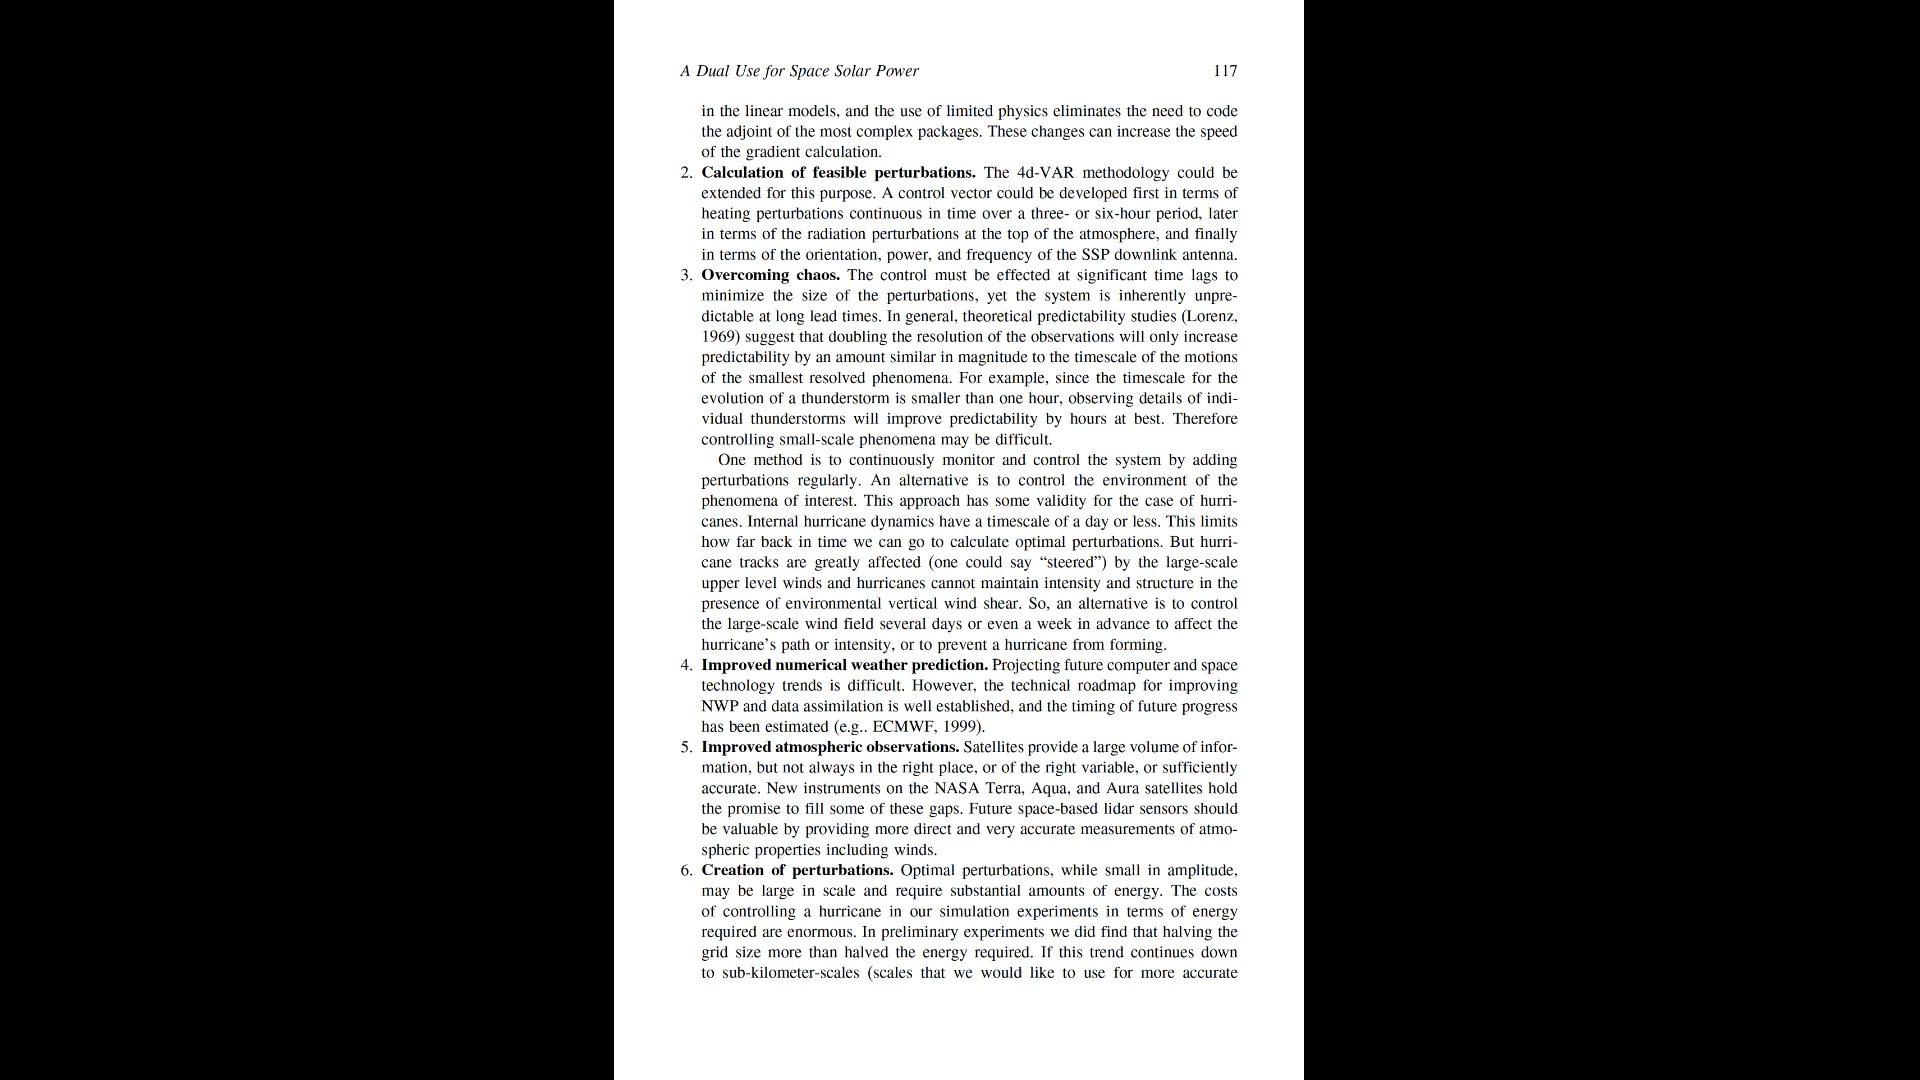 A Dual Use for Space Solar Power 117
in the linear models, and the use of limited physics eliminates the need to code
the adjoint of the most complex packages. These changes can increase the speed
of the gradient calculation.
2. Calculation of feasible perturbations. The 4d-VAR methodology could be
extended for this purpose. A control vector could be developed first in terms of
heating perturbations continuous in time over a three- or six-hour period, later
in terms of the radiation perturbations at the top of the atmosphere, and finally
in terms of the orientation, power, and frequency of the SSP downlink antenna.
3. Overcoming chaos. The control must be effected at significant time lags to
minimize the size of the perturbations, yet the system is inherently unpre-
dictable at long lead times. In general, theoretical predictability studies (Lorenz,
1969) suggest that doubling the resolution of the observations will only increase
predictability by an amount similar in magnitude to the timescale of the motions
of the smallest resolved phenomena. For example, since the timescale for the
evolution of a thunderstorm is smaller than one hour, observing details of indi-
vidual thunderstorms will improve predictability by hours at best. Therefore
controlling small-scale phenomena may be difficult.
One method is to continuously monitor and control the system by adding
perturbations regularly. An alternative is to control the environment of the
phenomena of interest. This approach has some validity for the case of hurri-
canes. Internal hurricane dynamics have a timescale of a day or less. This limits
how far back in time we can go to calculate optimal perturbations. But hurri-
cane tracks are greatly affected (one could say “steered”) by the large-scale
upper level winds and hurricanes cannot maintain intensity and structure in the
presence of environmental vertical wind shear. So, an alternative is to control
the large-scale wind field several days or even a week in advance to affect the
hurricane’s path or intensity, or to prevent a hurricane from forming.
4. Improved numerical weather prediction. Projecting future computer and space
technology trends is difficult. However, the technical roadmap for improving
NWP and data assimilation is well established, and the timing of future progress
has been estimated (e.g.. ECMWF, 1999).
5. Improved atmospheric observations. Satellites provide a large volume of infor-
mation, but not always in the right place, or of the right variable, or sufficiently
accurate. New instruments on the NASA Terra, Aqua, and Aura satellites hold
the promise to fill some of these gaps. Future space-based lidar sensors should
be valuable by providing more direct and very accurate measurements of atmo-
spheric properties including winds.
6. Creation of perturbations. Optimal perturbations, while small in amplitude,
may be large in scale and require substantial amounts of energy. The costs
of controlling a hurricane in our simulation experiments in terms of energy
required are enormous. In preliminary experiments we did find that halving the
grid size more than halved the energy required. If this trend continues down
to sub-kilometer-scales (scales that we would like to use for more accurate